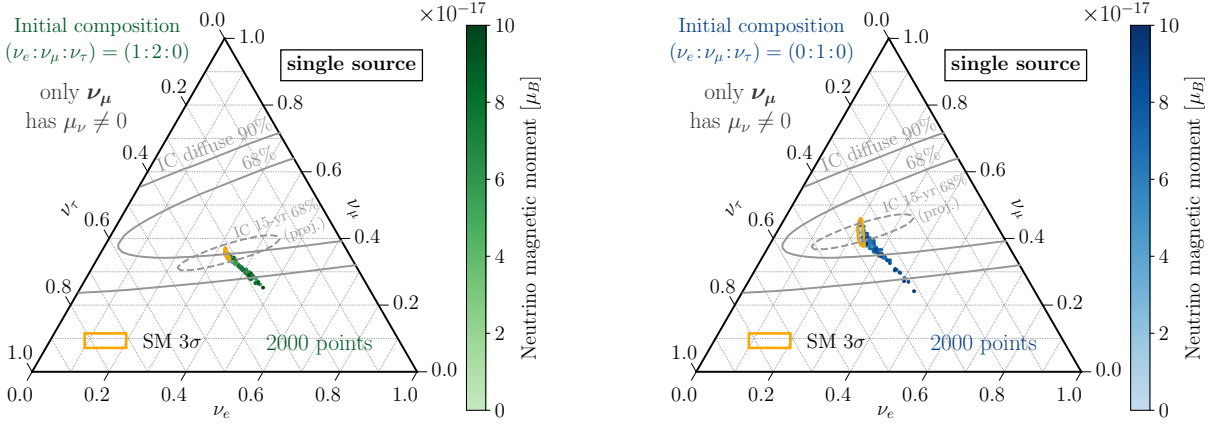 Initial composition
(νe:νμ:ντ) = (1:2:0)
only νμ
has μν ≠ 0
single source
0.0
0.2
0.4
0.6
0.8
1.0
ντ
1.0
0.8
0.6
0.4
0.2
0.0
νμ
IC diffuse 90%
68%
IC 15-yr 68%
(proj.)
SM 3σ
2000 points
0.0
0.2
0.4
0.6
0.8
1.0
νe
×10−17
10
8
6
4
2
0
Neutrino magnetic moment [μB]
Initial composition
(νe:νμ:ντ) = (0:1:0)
only νμ
has μν ≠ 0
single source
0.0
0.2
0.4
0.6
0.8
1.0
ντ
1.0
0.8
0.6
0.4
0.2
0.0
νμ
IC diffuse 90%
68%
IC 15-yr 68%
(proj.)
SM 3σ
2000 points
0.0
0.2
0.4
0.6
0.8
1.0
νe
×10−17
10
8
6
4
2
0
Neutrino magnetic moment [μB]